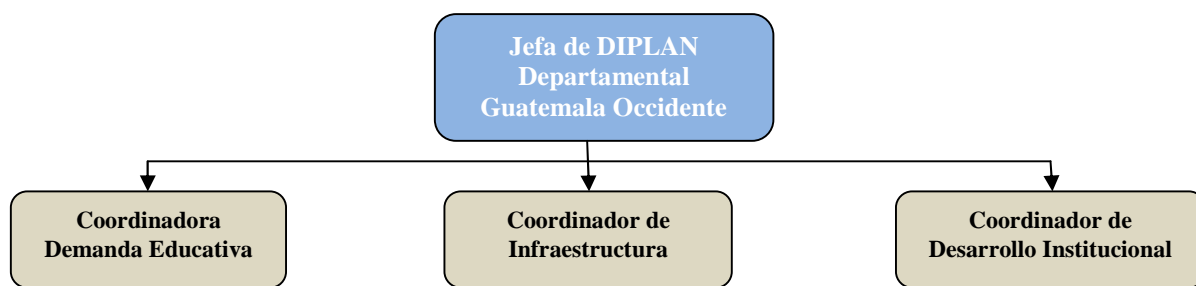 Jefa de DIPLAN
Departamental
Guatemala Occidente
Coordinadora
Demanda Educativa
Coordinador de
Infraestructura
Coordinador de
Desarrollo Institucional